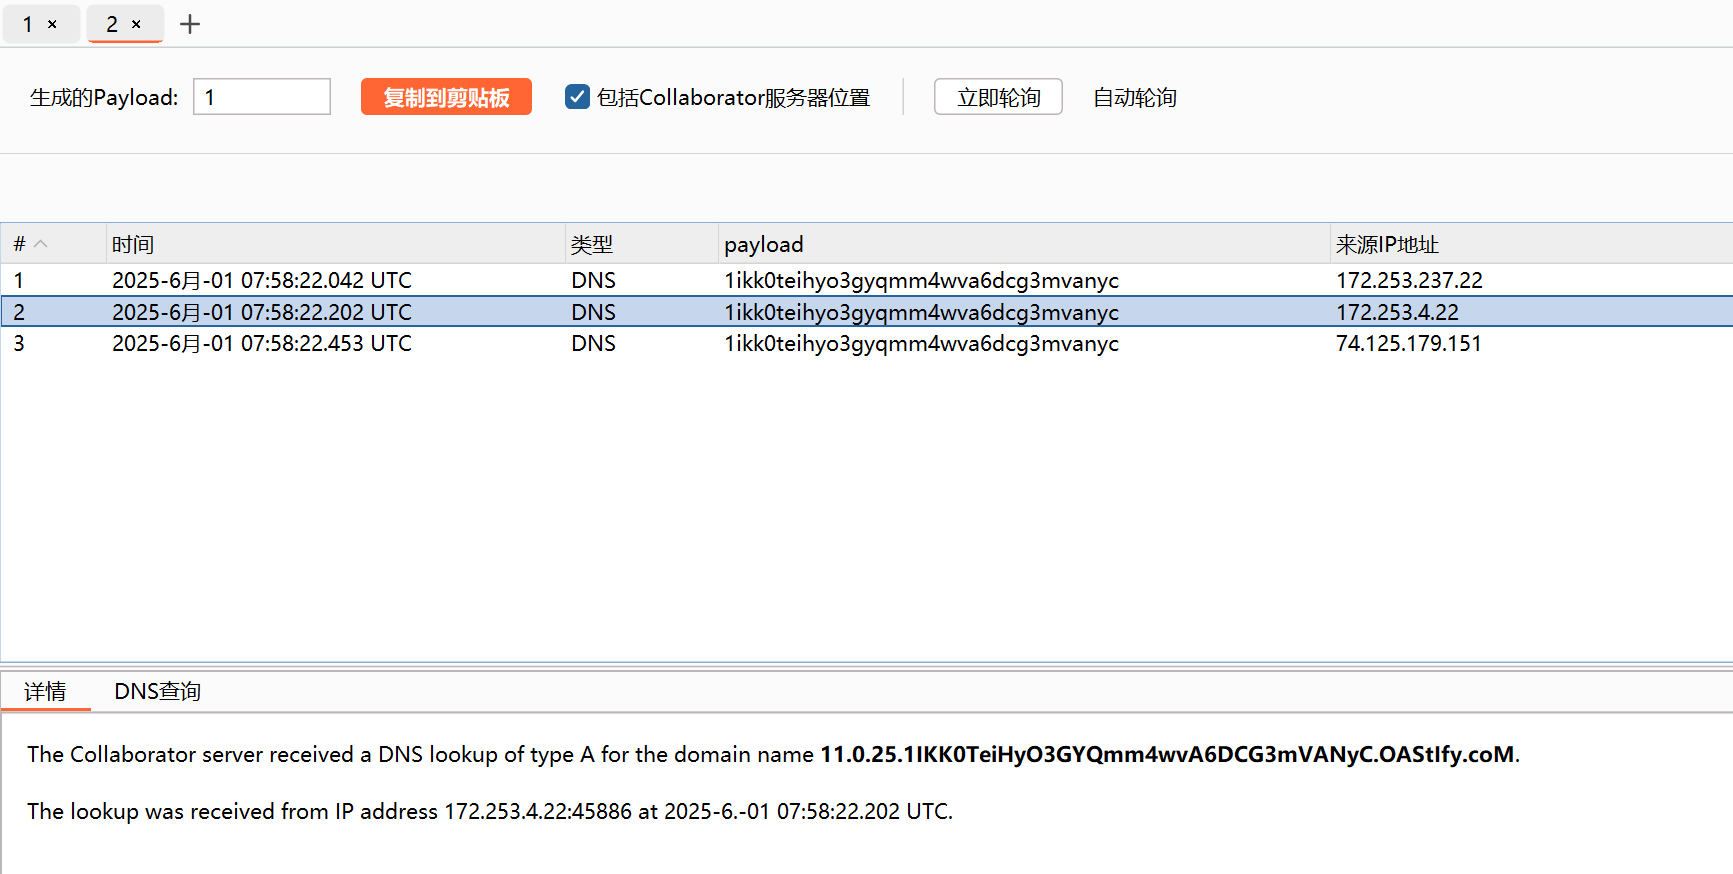 1 × 2 × +
生成的Payload: 1 复制到剪贴板 包括Collaborator服务器位置 立即轮询 自动轮询
# 时间 类型 payload 来源IP地址
1 2025-6月-01 07:58:22.042 UTC DNS 1ikk0teihyo3gyqmm4wva6dcg3mvanyc 172.253.237.22
2 2025-6月-01 07:58:22.202 UTC DNS 1ikk0teihyo3gyqmm4wva6dcg3mvanyc 172.253.4.22
3 2025-6月-01 07:58:22.453 UTC DNS 1ikk0teihyo3gyqmm4wva6dcg3mvanyc 74.125.179.151
详情 DNS查询
The Collaborator server received a DNS lookup of type A for the domain name 11.0.25.1IKK0TeiHyO3GYQmm4wvA6DCG3mVANyC.OAStIfy.coM.
The lookup was received from IP address 172.253.4.22:45886 at 2025-6.-01 07:58:22.202 UTC.